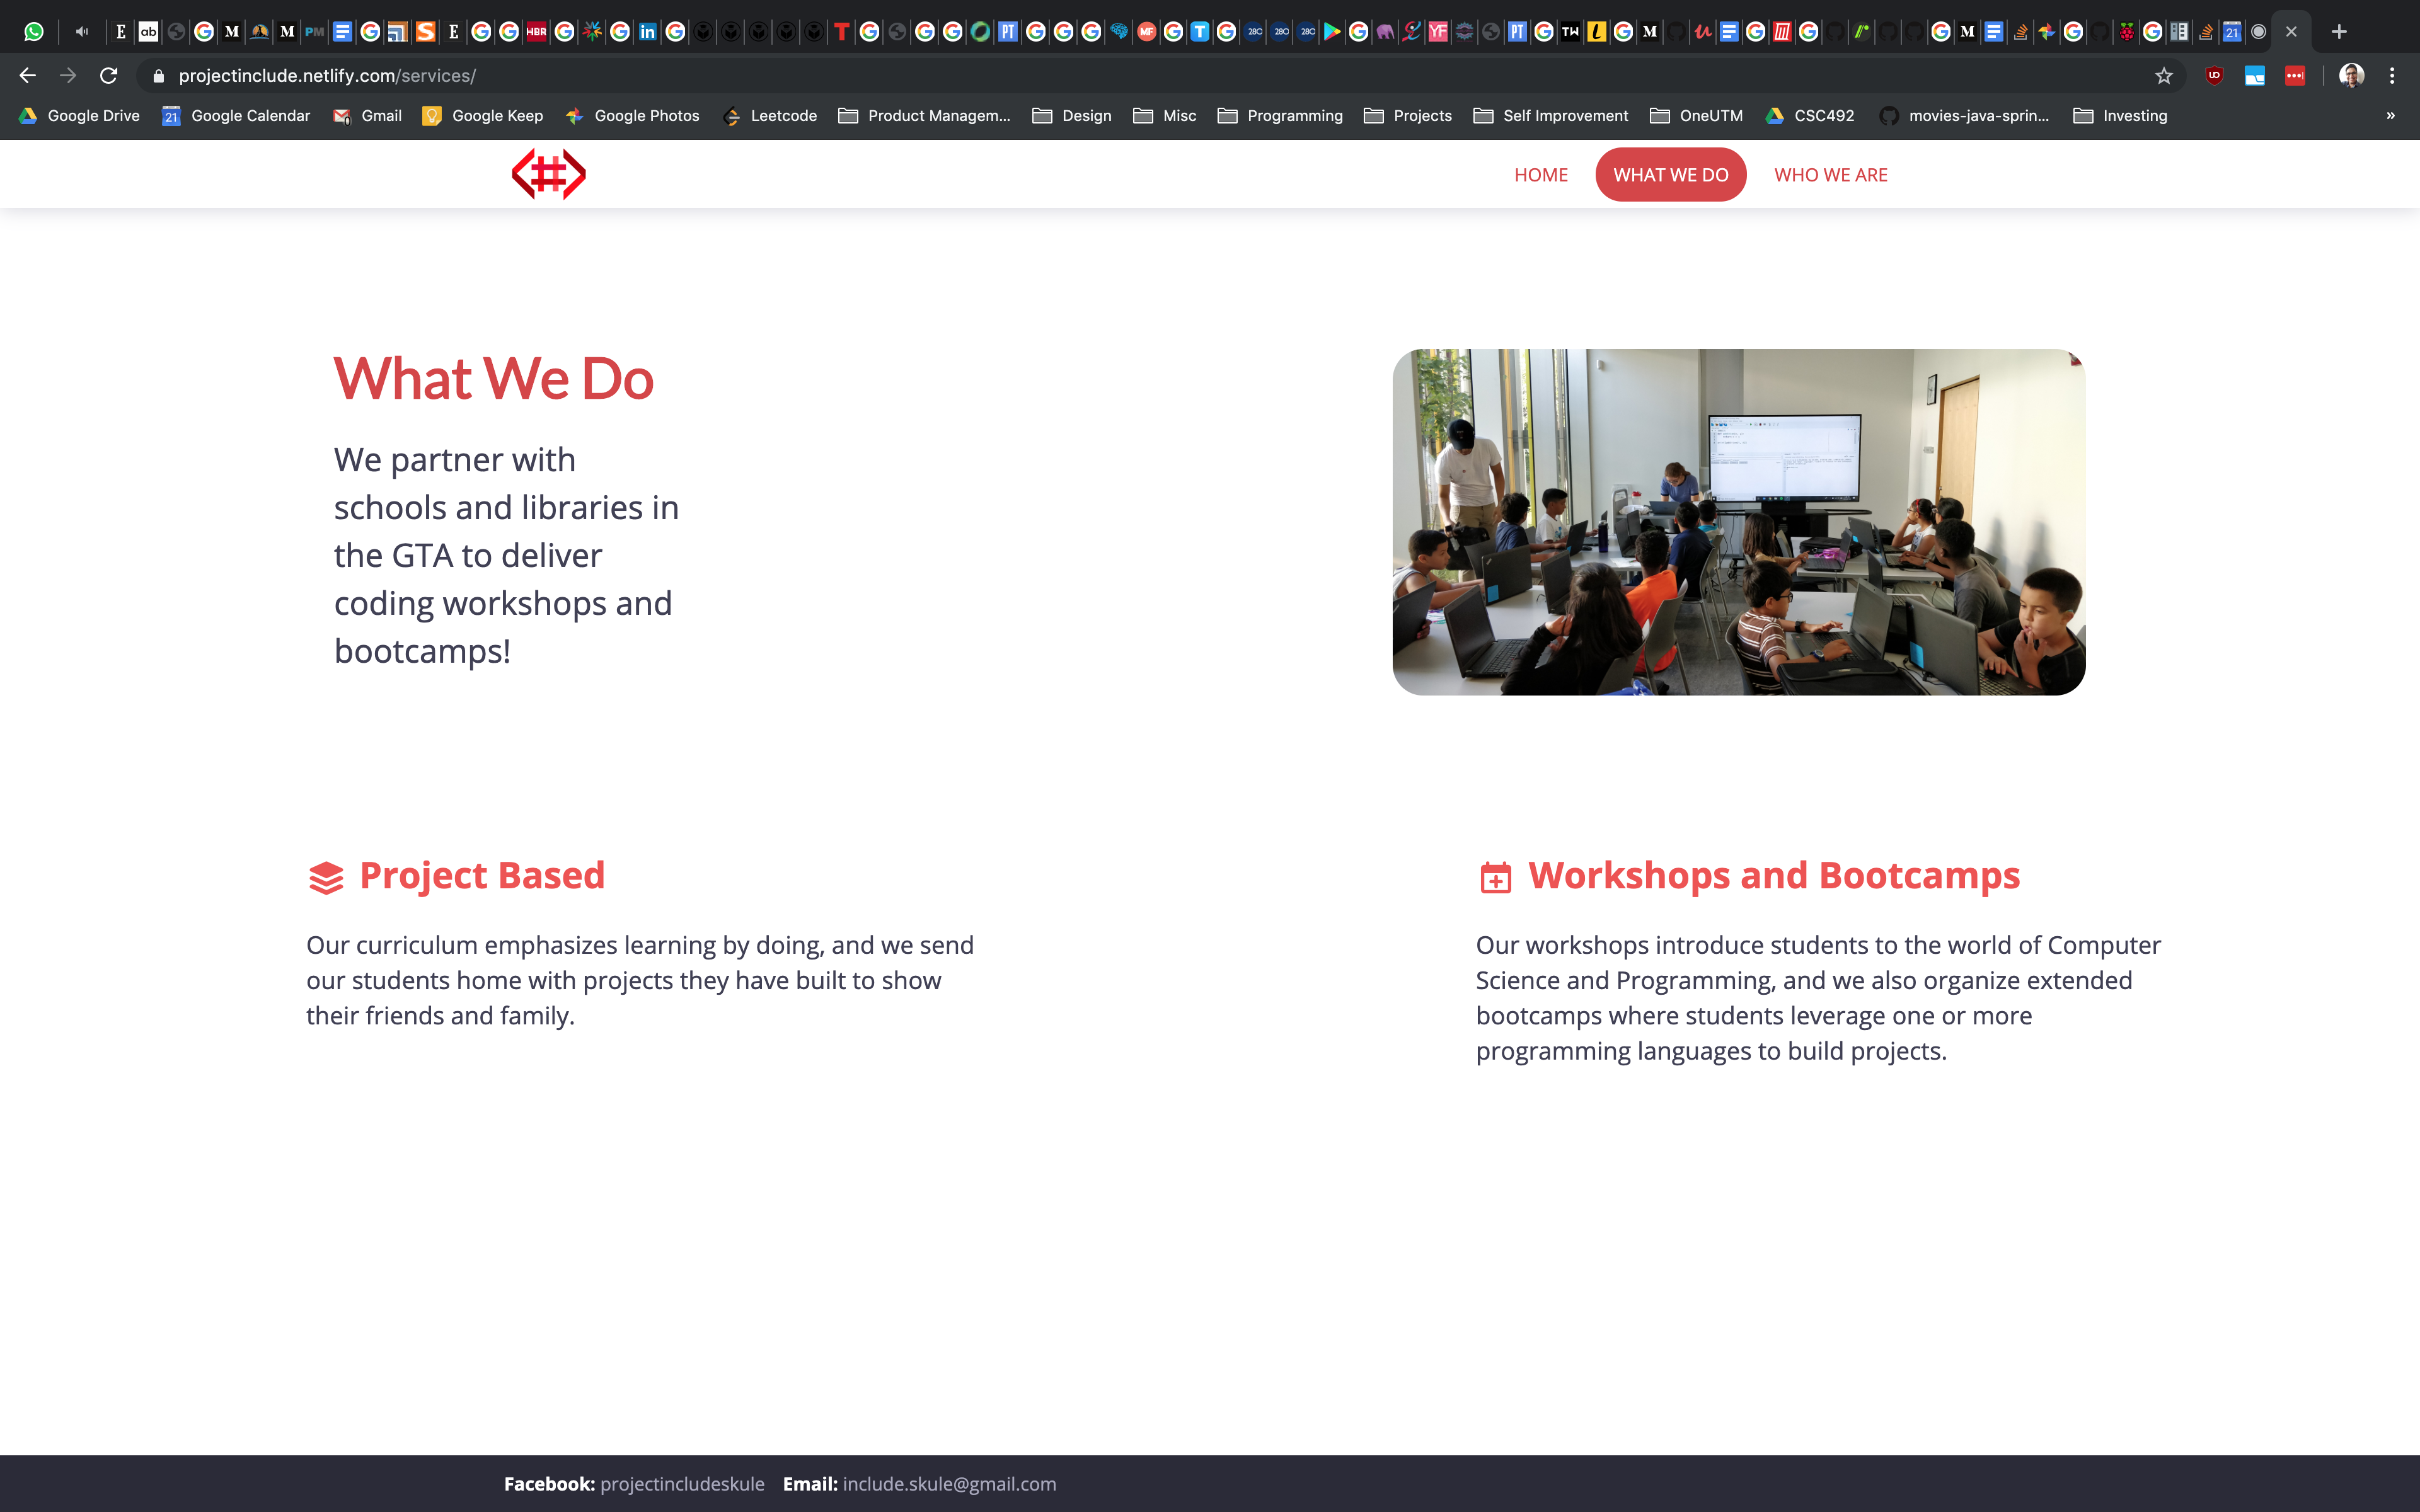 projectinclude.netlify.com/services/
Google Drive Google Calendar Gmail Google Keep Google Photos Leetcode Product Managem... Design Misc Programming Projects Self Improvement OneUTM CSC492 movies-java-sprin... Investing »
HOME WHAT WE DO WHO WE ARE
What We Do
We partner with
schools and libraries in
the GTA to deliver
coding workshops and
bootcamps!
Project Based
Our curriculum emphasizes learning by doing, and we send
our students home with projects they have built to show
their friends and family.
Workshops and Bootcamps
Our workshops introduce students to the world of Computer
Science and Programming, and we also organize extended
bootcamps where students leverage one or more
programming languages to build projects.
Facebook: projectincludeskule Email: include.skule@gmail.com